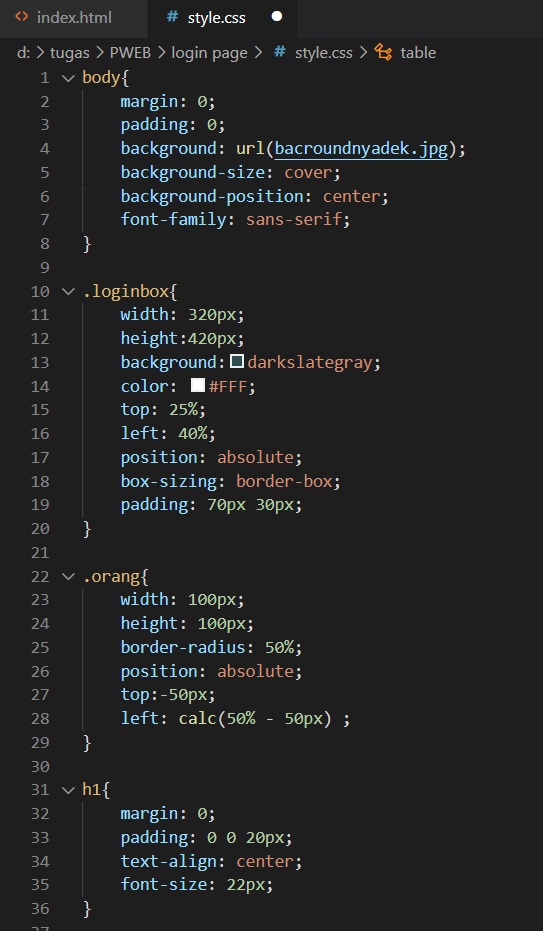 <> index.html # style.css ●
d: > tugas > PWEB > login page > # style.css > table
1 body{
2 margin: 0;
3 padding: 0;
4 background: url(bacroundnyadek.jpg);
5 background-size: cover;
6 background-position: center;
7 font-family: sans-serif;
8 }
9
10 .loginbox{
11 width: 320px;
12 height:420px;
13 background: darkslategray;
14 color: #FFF;
15 top: 25%;
16 left: 40%;
17 position: absolute;
18 box-sizing: border-box;
19 padding: 70px 30px;
20 }
21
22 .orang{
23 width: 100px;
24 height: 100px;
25 border-radius: 50%;
26 position: absolute;
27 top:-50px;
28 left: calc(50% - 50px) ;
29 }
30
31 h1{
32 margin: 0;
33 padding: 0 0 20px;
34 text-align: center;
35 font-size: 22px;
36 }
37